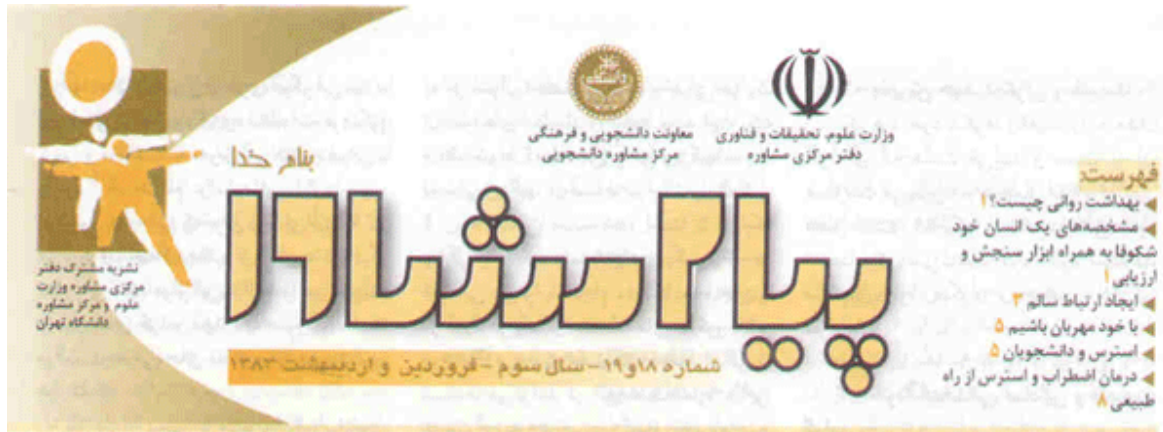 وزارت علوم، تحقیقات و فناوری
دفتر مرکزی مشاوره
معاونت دانشجویی و فرهنگی
مرکز مشاوره دانشجویی
بنام خدا
پیام مشاور
شماره ۱۸و۱۹-سال سوم-فروردین و اردیبهشت ۱۳۸۳
نشریه مشترک دفتر
مرکزی مشاوره وزارت
علوم و مرکز مشاوره
دانشگاه تهران
فهرست:
بهداشت روانی چیست؟ ۱
مشخصه‌های یک انسان خود
شکوفا به همراه ابزار سنجش و
ارزیابی ۱
ایجاد ارتباط سالم ۳
با خود مهربان باشیم ۵
استرس و دانشجویان ۵
درمان اضطراب و استرس از راه
طبیعی ۸